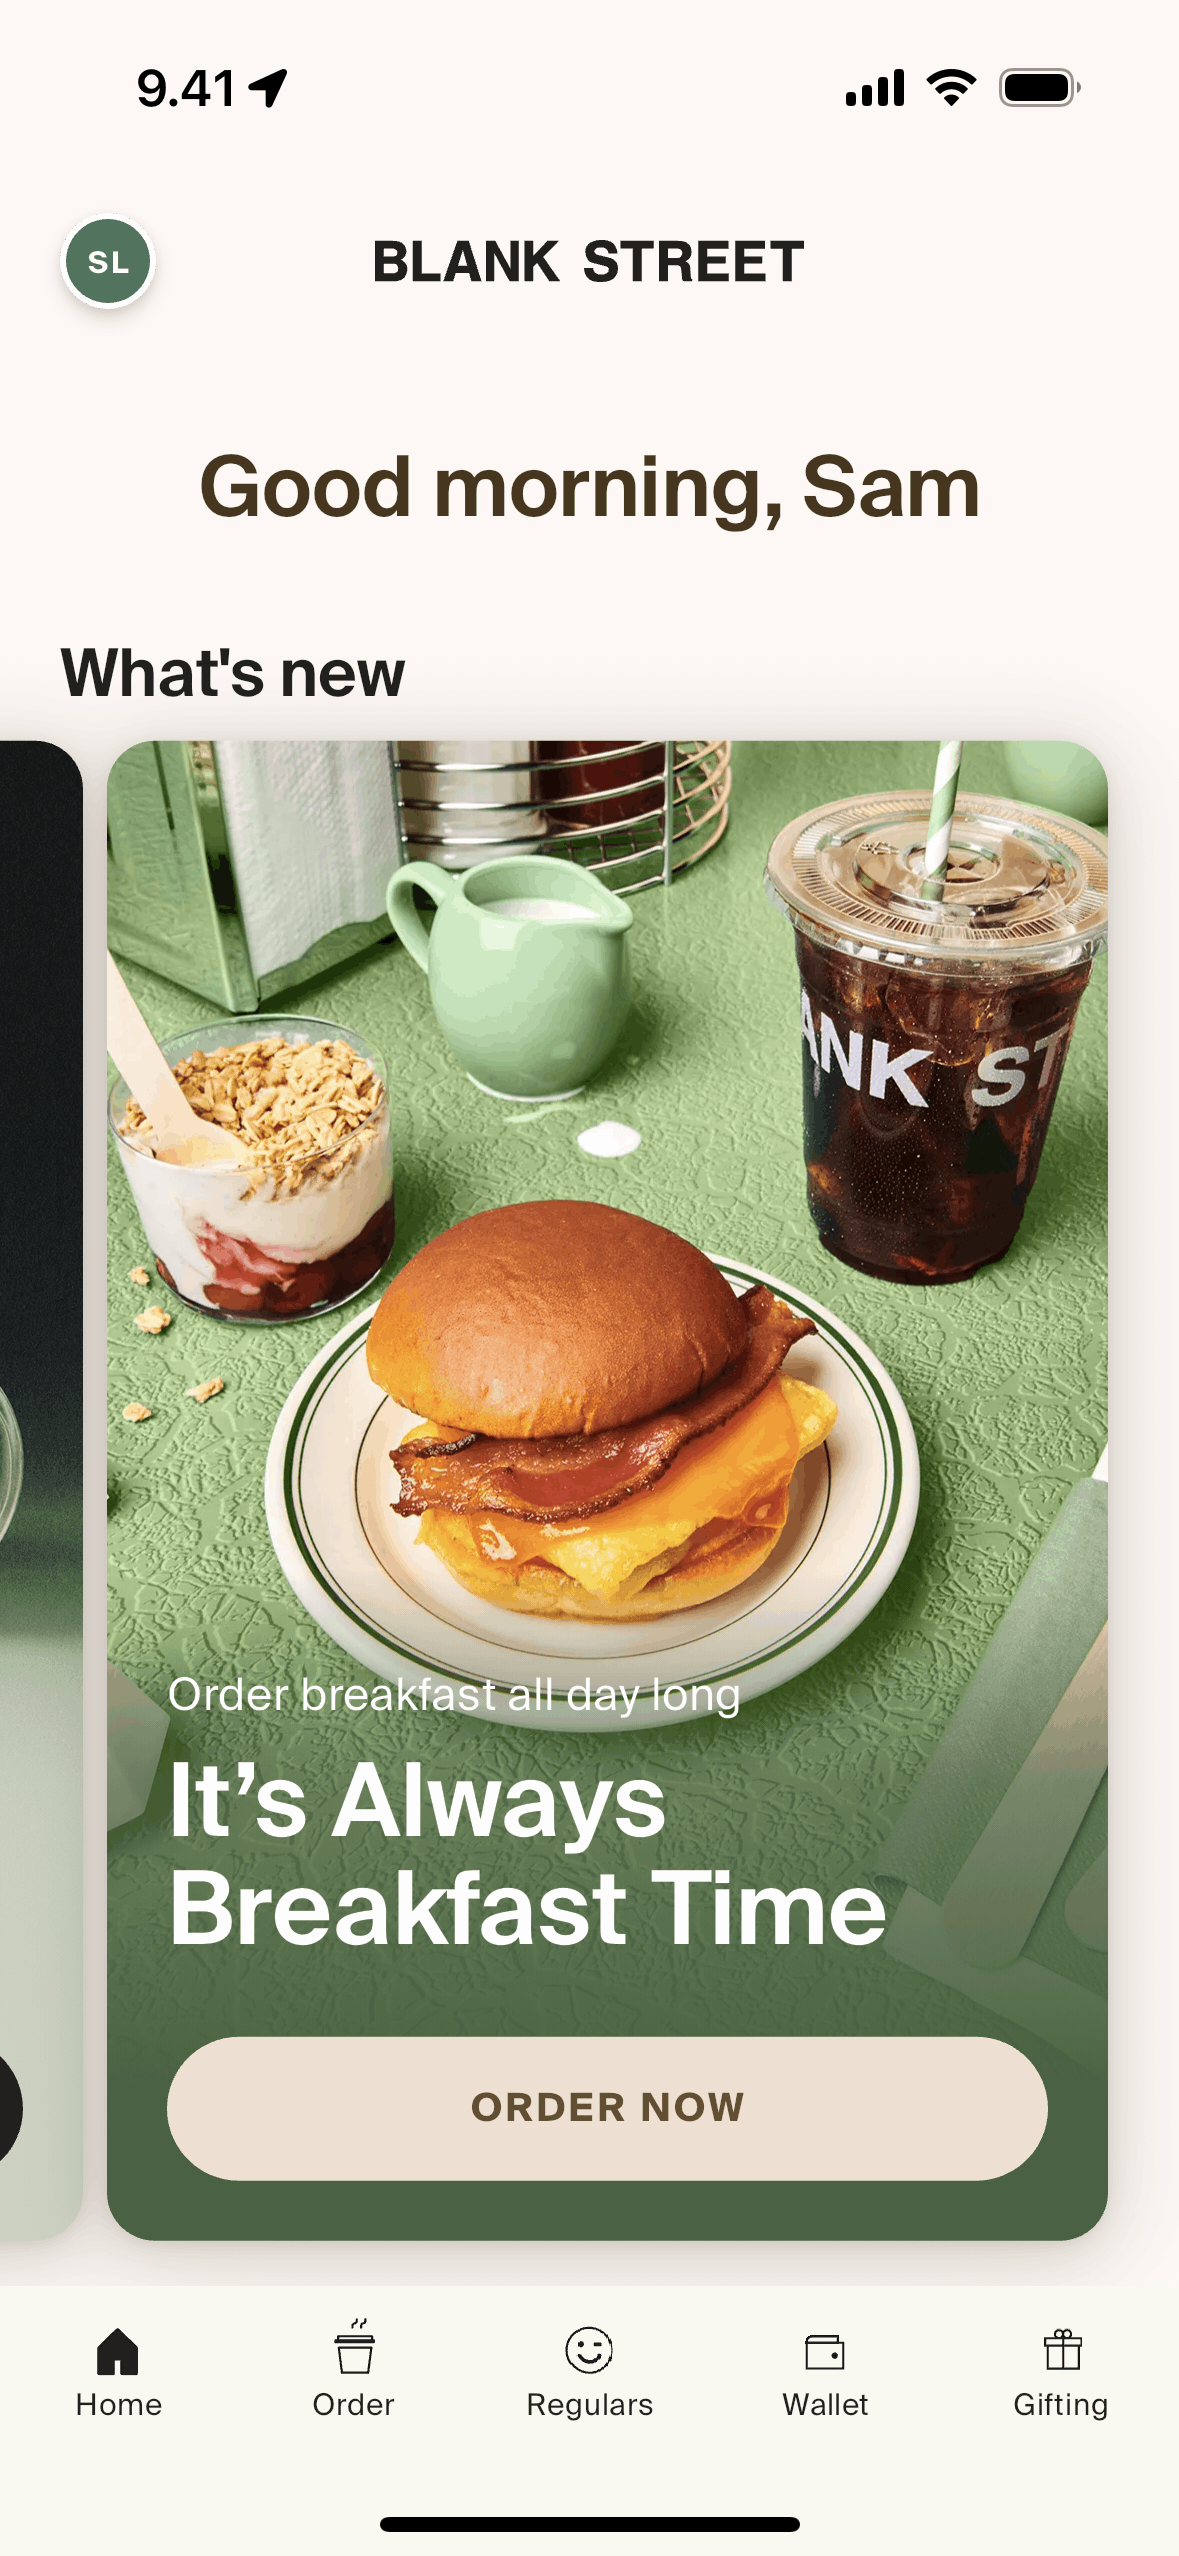 9.41
SL
BLANK STREET
Good morning, Sam
What's new
ANK ST
Order breakfast all day long
It’s Always
Breakfast Time
ORDER NOW
Home
Order
Regulars
Wallet
Gifting